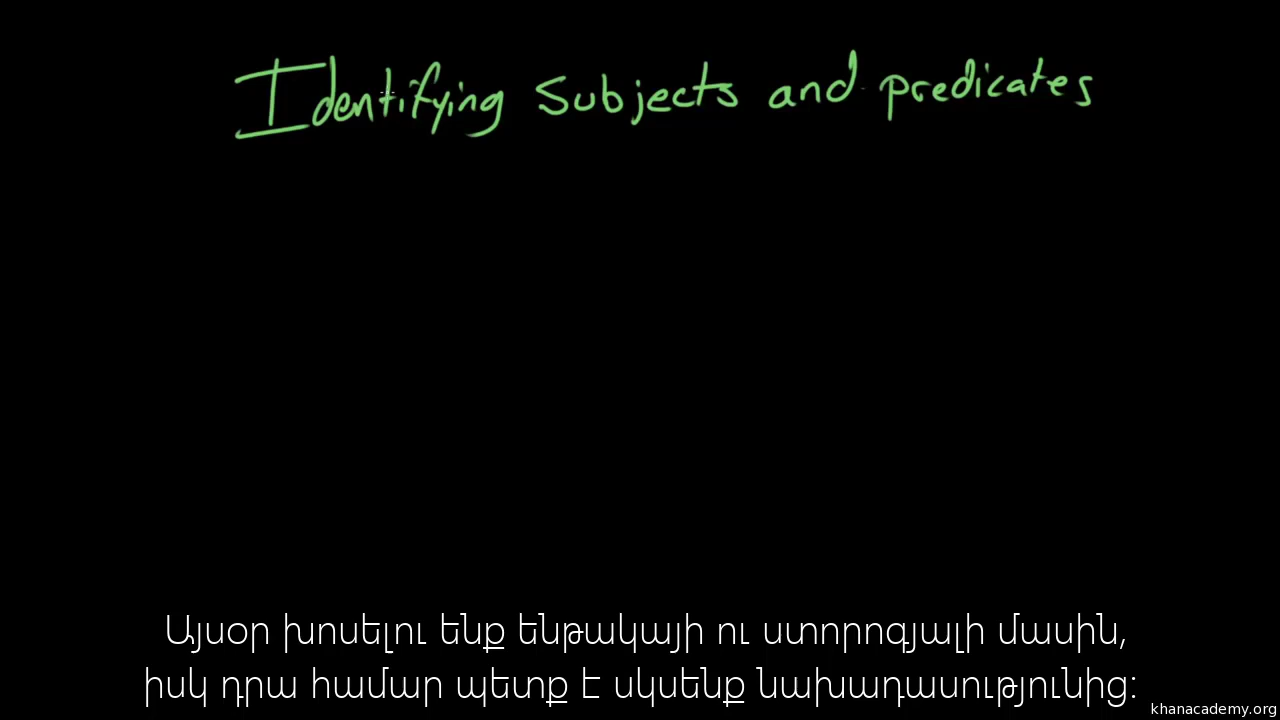 Identifying subjects and predicates
Այսօր խոսելու ենք ենթակայի ու ստորոգյալի մասին,
իսկ դրա համար պետք է սկսենք նախադասությունից:
khanacademy.org